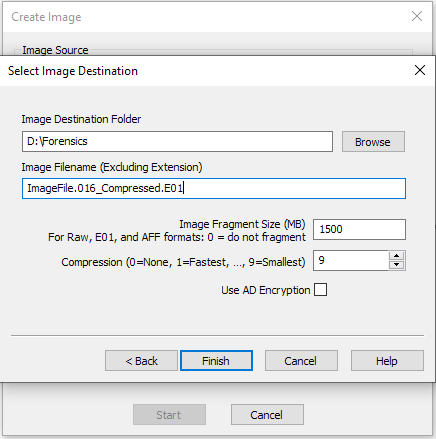 Create Image
Image Source
Select Image Destination
Image Destination Folder
D:\Forensics
Browse
Image Filename (Excluding Extension)
ImageFile.016_Compressed.E01
Image Fragment Size (MB)
1500
For Raw, E01, and AFF formats: 0 = do not fragment
Compression (0=None, 1=Fastest, ..., 9=Smallest)
9
Use AD Encryption
< Back
Finish
Cancel
Help
Start
Cancel